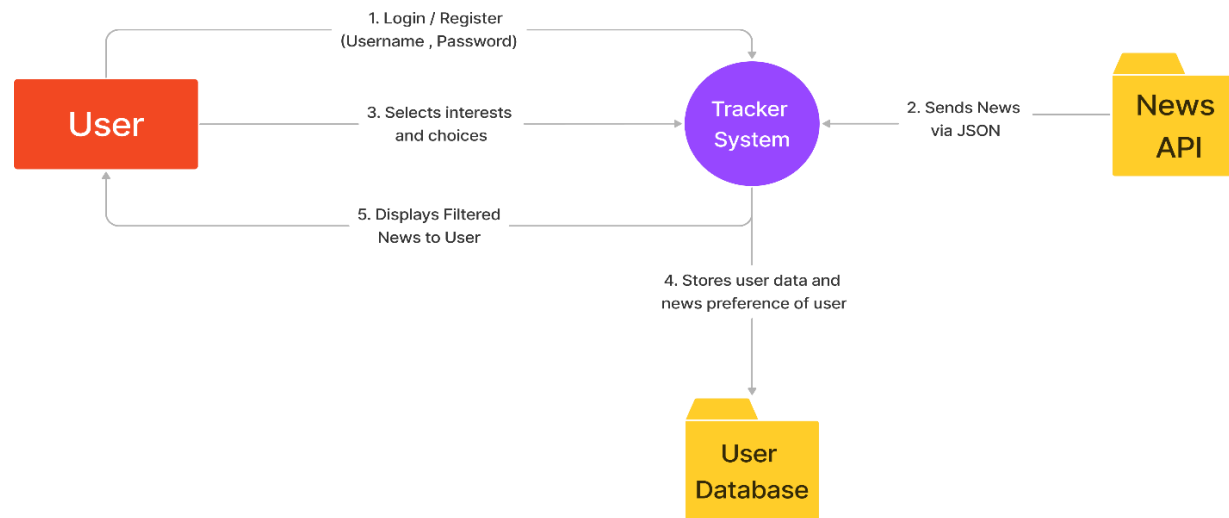 1. Login / Register
(Username , Password)
User
3. Selects interests
and choices
Tracker
System
2. Sends News
via JSON
News
API
5. Displays Filtered
News to User
4. Stores user data and
news preference of user
User
Database